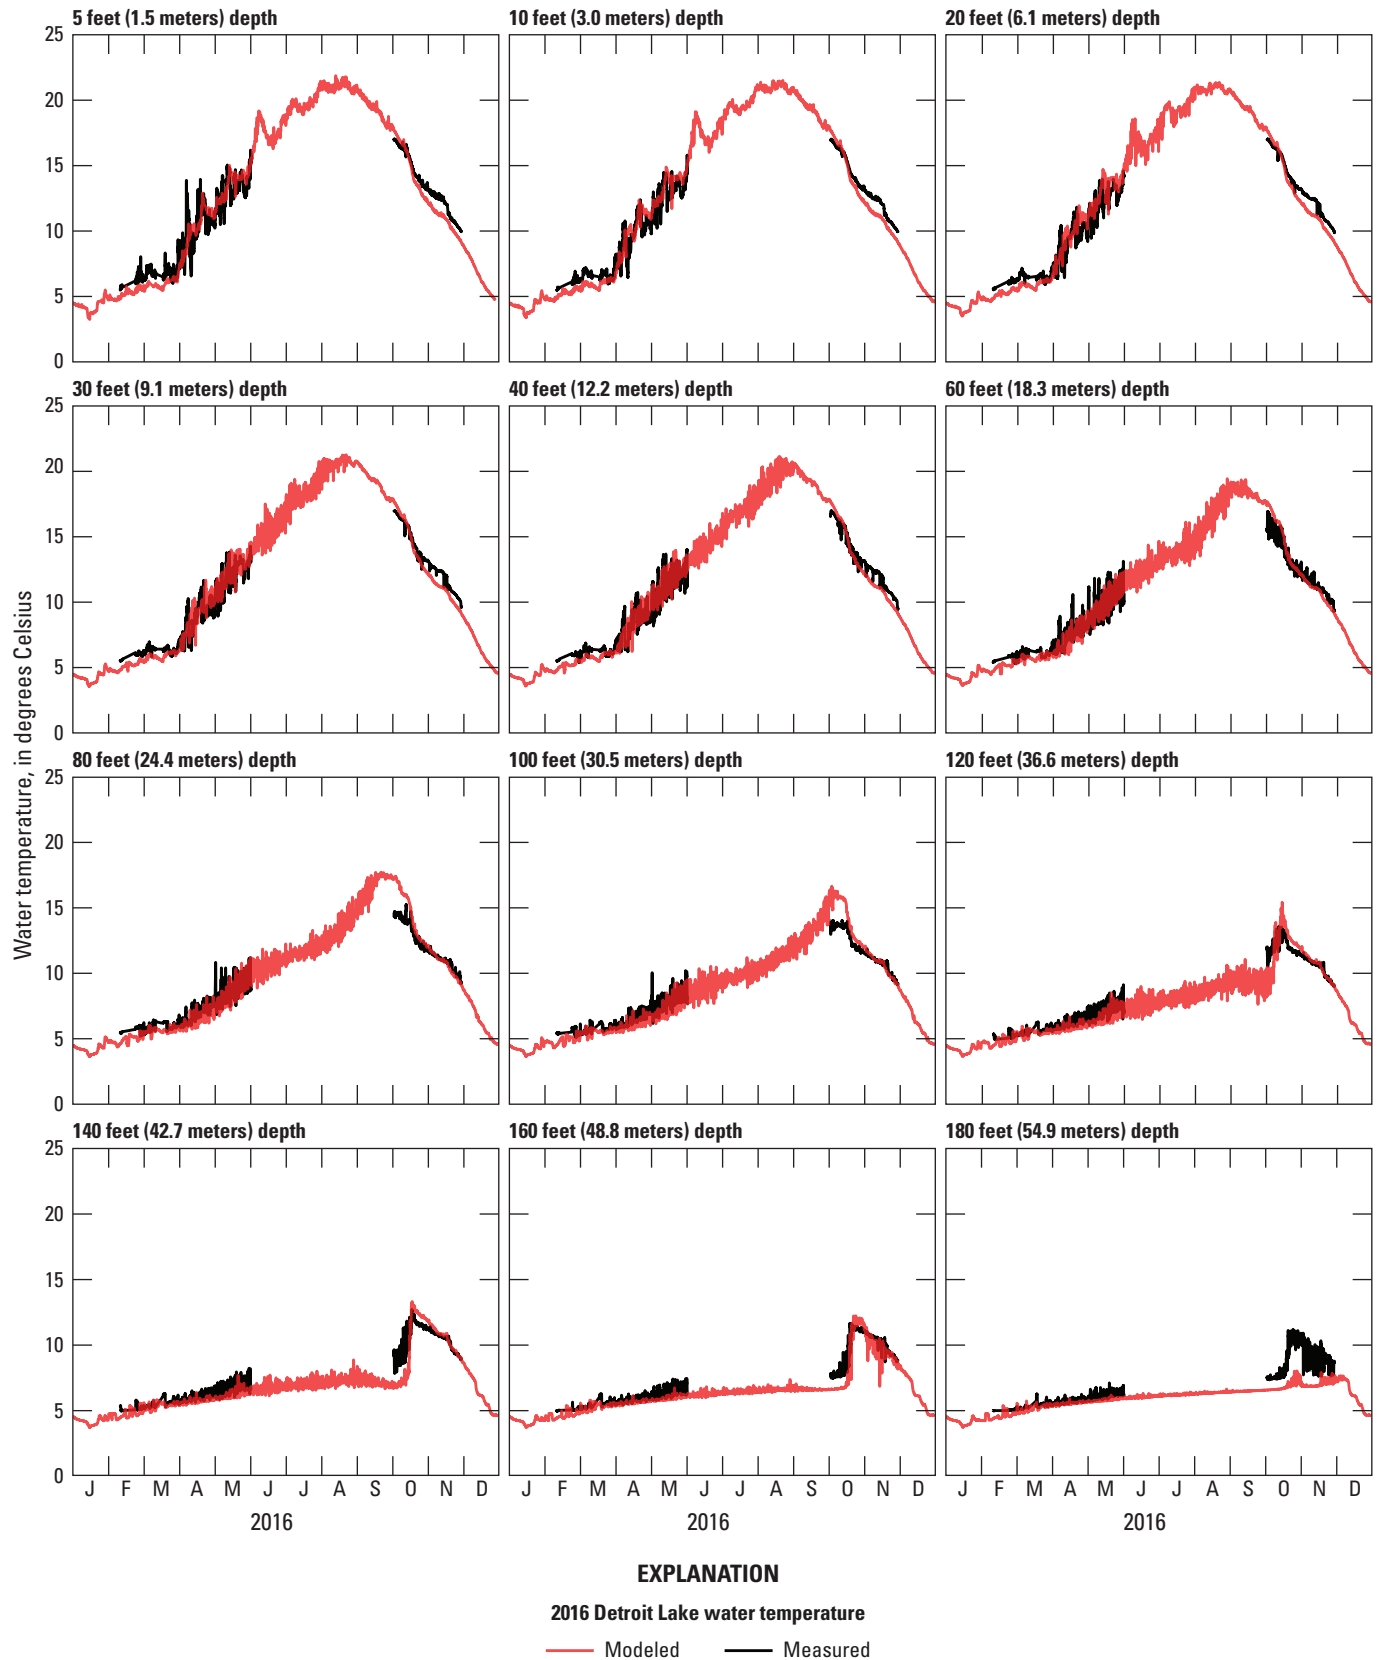 5 feet (1.5 meters) depth
10 feet (3.0 meters) depth
20 feet (6.1 meters) depth
25
20
15
10
5
0
30 feet (9.1 meters) depth
40 feet (12.2 meters) depth
60 feet (18.3 meters) depth
25
20
15
10
5
0
Water temperature, in degrees Celsius
80 feet (24.4 meters) depth
100 feet (30.5 meters) depth
120 feet (36.6 meters) depth
25
20
15
10
5
0
140 feet (42.7 meters) depth
160 feet (48.8 meters) depth
180 feet (54.9 meters) depth
25
20
15
10
5
0
J F M A M J J A S O N D
J F M A M J J A S O N D
J F M A M J J A S O N D
2016
2016
2016
EXPLANATION
2016 Detroit Lake water temperature
Modeled
Measured